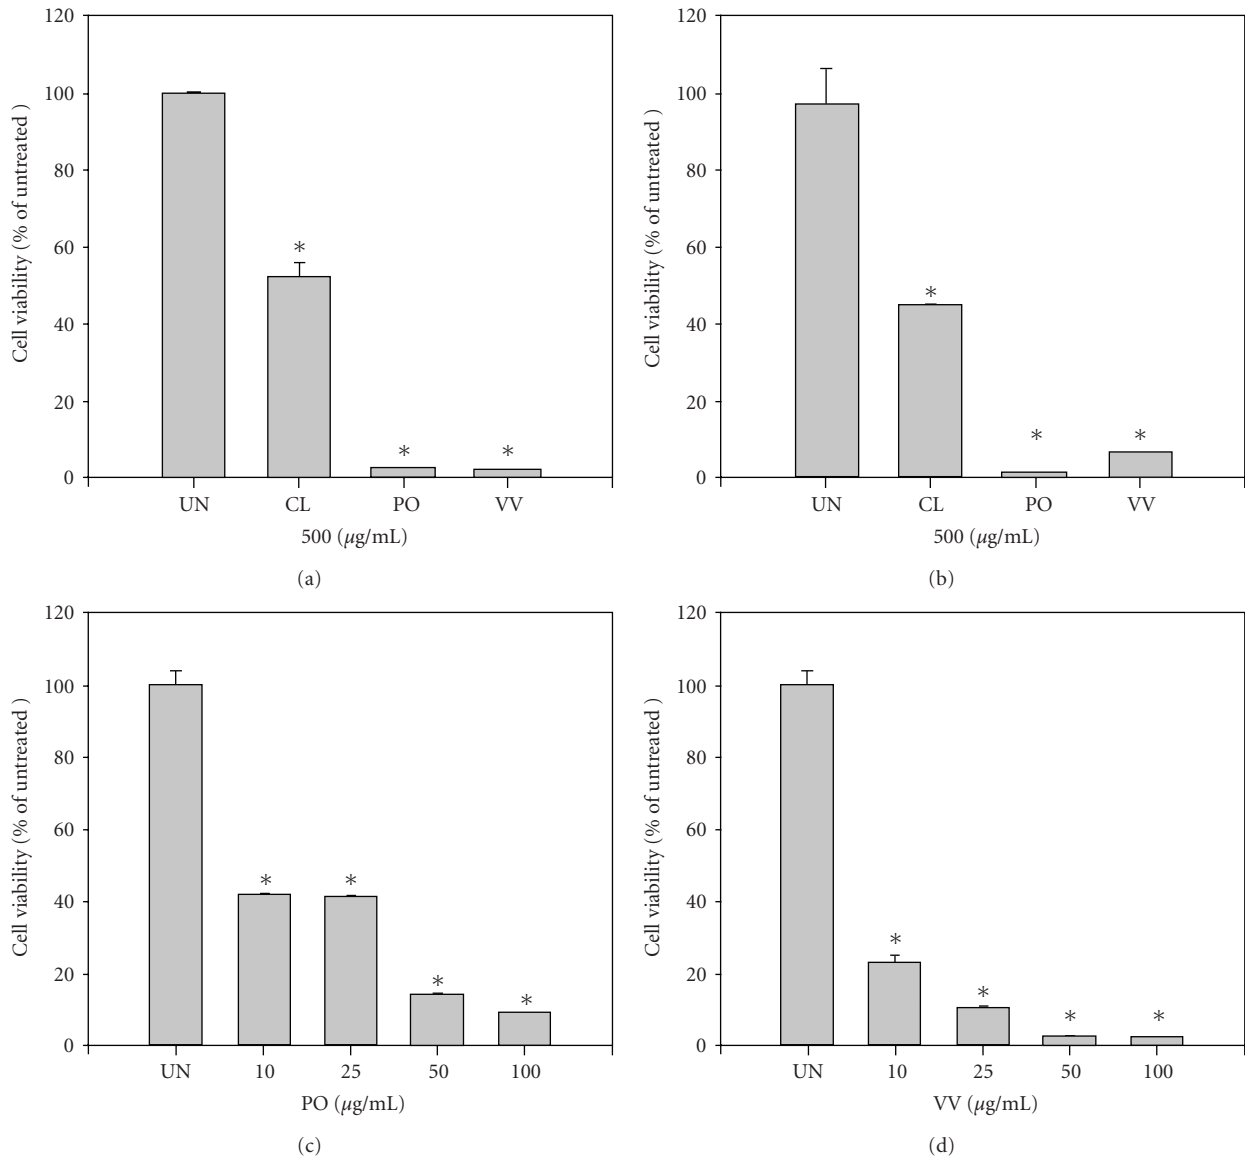 120
100
80
60
40
20
0
Cell viability (% of untreated )
*
*
*
UN CL PO VV
500 (µg/mL)
(a)
120
100
80
60
40
20
0
Cell viability (% of untreated )
*
*
*
UN CL PO VV
500 (µg/mL)
(b)
120
100
80
60
40
20
0
Cell viability (% of untreated )
*
*
*
*
UN 10 25 50 100
PO (µg/mL)
(c)
120
100
80
60
40
20
0
Cell viability (% of untreated )
*
*
*
*
UN 10 25 50 100
VV (µg/mL)
(d)